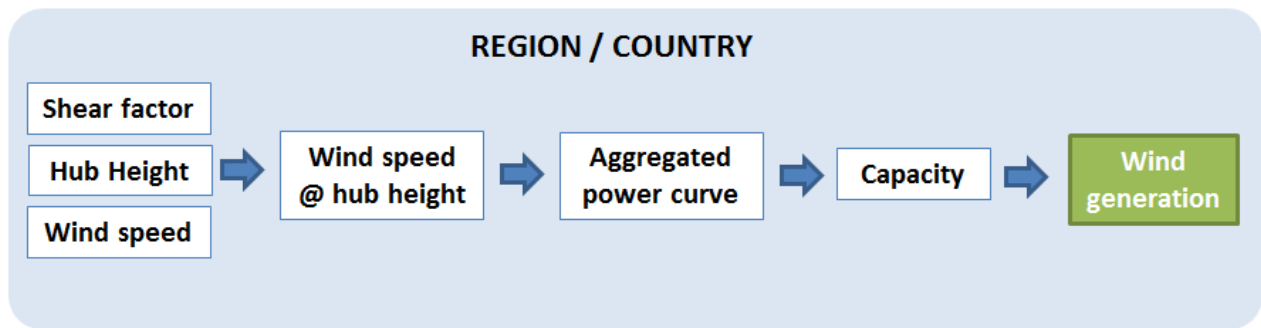 REGION / COUNTRY
Shear factor
Hub Height
Wind speed
Wind speed
@ hub height
Aggregated
power curve
Capacity
Wind
generation